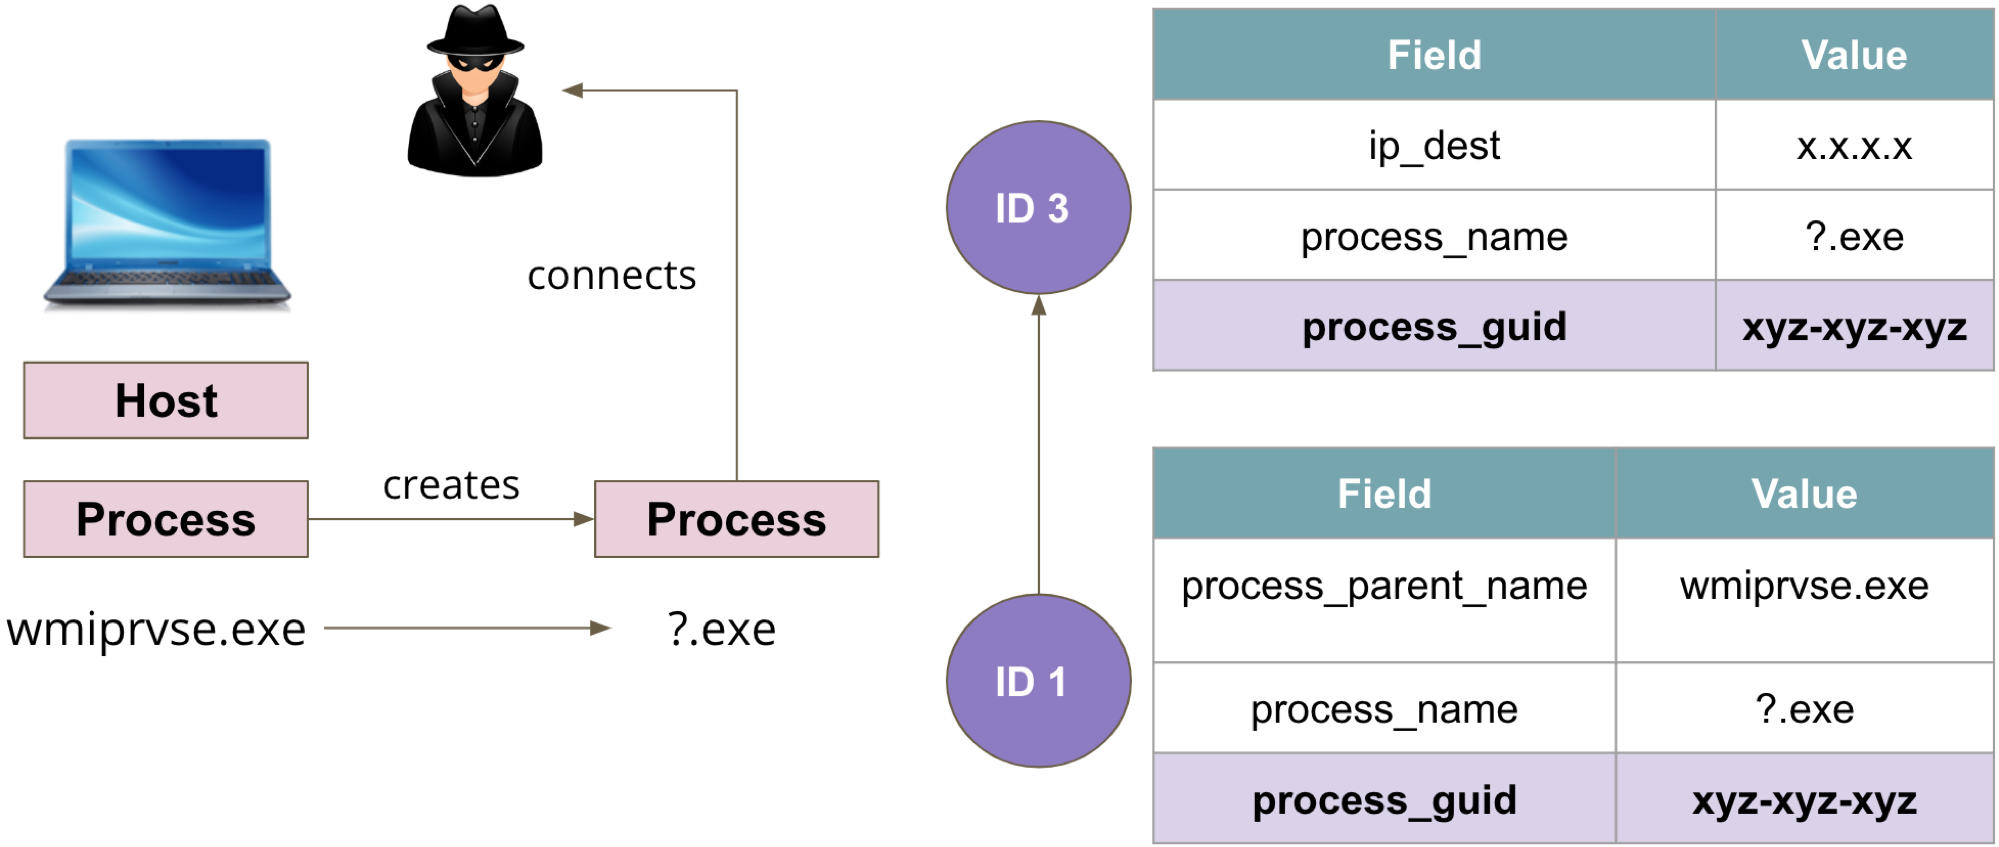 Host
Process
creates
Process
connects
wmiprvse.exe
?.exe
ID 3
ID 1
Field Value
ip_dest x.x.x.x
process_name ?.exe
process_guid xyz-xyz-xyz
Field Value
process_parent_name wmiprvse.exe
process_name ?.exe
process_guid xyz-xyz-xyz